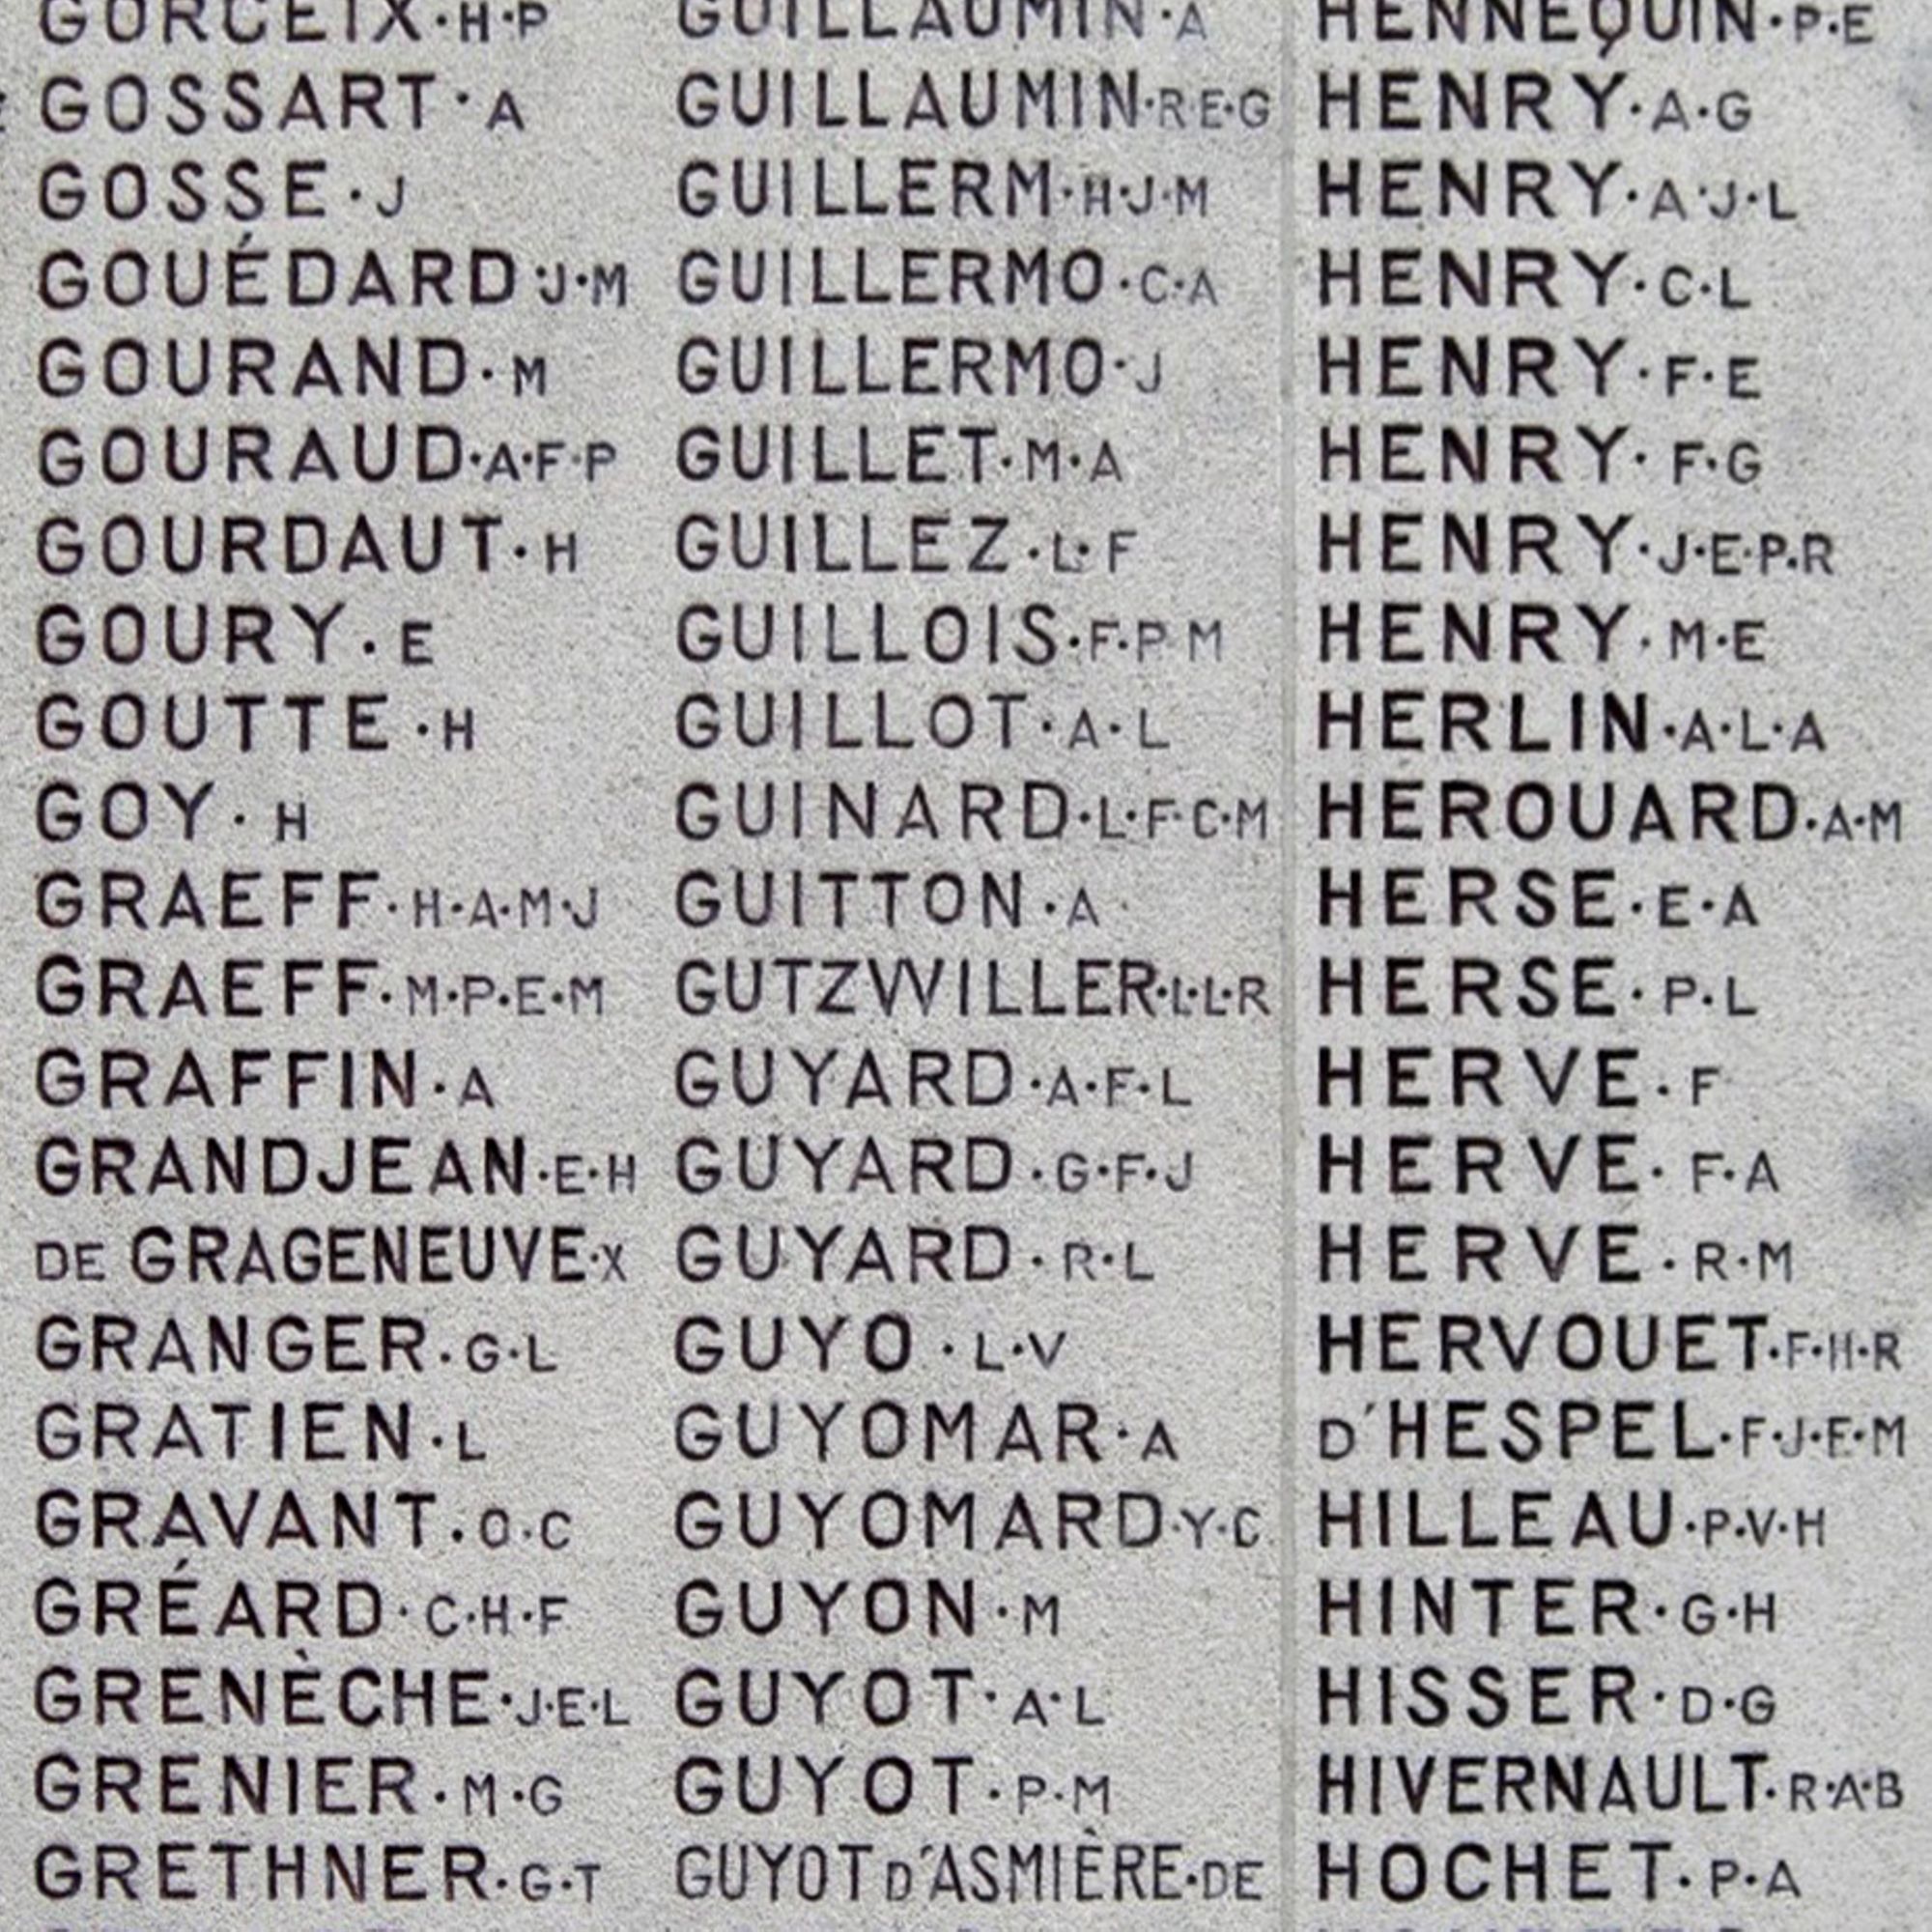 GORCEIX·H·P
GOSSART·A
GOSSE·J
GOUÉDARD·J·M
GOURAND·M
GOURAUD·A·F·P
GOURDAUT·H
GOURY·E
GOUTTE·H
GOY·H
GRAEFF·H·A·M·J
GRAEFF·M·P·E·M
GRAFFIN·A
GRANDJEAN·E·H
DE GRAGENEUVE·X
GRANGER·G·L
GRATIEN·L
GRAVANT·O·C
GRÉARD·C·H·F
GRENÈCHE·J·E·L
GRENIER·M·G
GRETHNER·G·T
GUILLAUMIN·A
GUILLAUMIN·R·E·G
GUILLERM·H·J·M
GUILLERMO·C·A
GUILLERMO·J
GUILLET·M·A
GUILLEZ·L·F
GUILLOIS·F·P M
GUILLOT·A·L
GUINARD·L·F·C·M
GUITTON·A
GUTZWILLER·L·L·R
GUYARD·A·F·L
GUYARD·G·F·J
GUYARD·R·L
GUYO·L·V
GUYOMAR·A
GUYOMARD·Y·C
GUYON·M
GUYOT·A·L
GUYOT·P·M
GUYOT D'ASMIÈRE·DE
HENNEQUIN·P·E
HENRY·A·G
HENRY·A·J·L
HENRY·C·L
HENRY·F·E
HENRY·F·G
HENRY·J·E·P·R
HENRY·M·E
HERLIN·A·L·A
HEROUARD·A·M
HERSE·E·A
HERSE·P·L
HERVE·F
HERVE·F·A
HERVE·R·M
HERVOUET·F·H·R
D'HESPEL·F·J·E·M
HILLEAU·P·V·H
HINTER·G·H
HISSER·D·G
HIVERNAULT·R·A·B
HOCHET·P·A